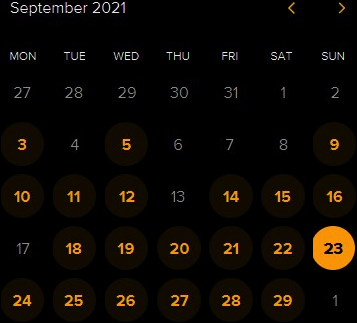 September 2021
MON TUE WED THU FRI SAT SUN
27 28 29 30 31 1 2
3 4 5 6 7 8 9
10 11 12 13 14 15 16
17 18 19 20 21 22 23
24 25 26 27 28 29 1